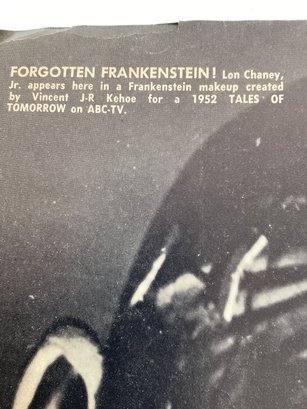 FORGOTTEN FRANKENSTEIN! Lon Chaney,
Jr. appears here in a Frankenstein makeup created
by Vincent J-R Kehoe for a 1952 TALES OF
TOMORROW on ABC-TV.